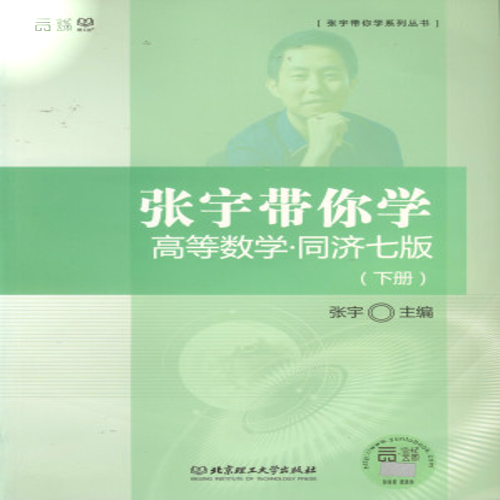 [ 张宇带你学系列丛书 ]
张宇带你学
高等数学·同济七版
（下册）
张宇 主编
北京理工大学出版社